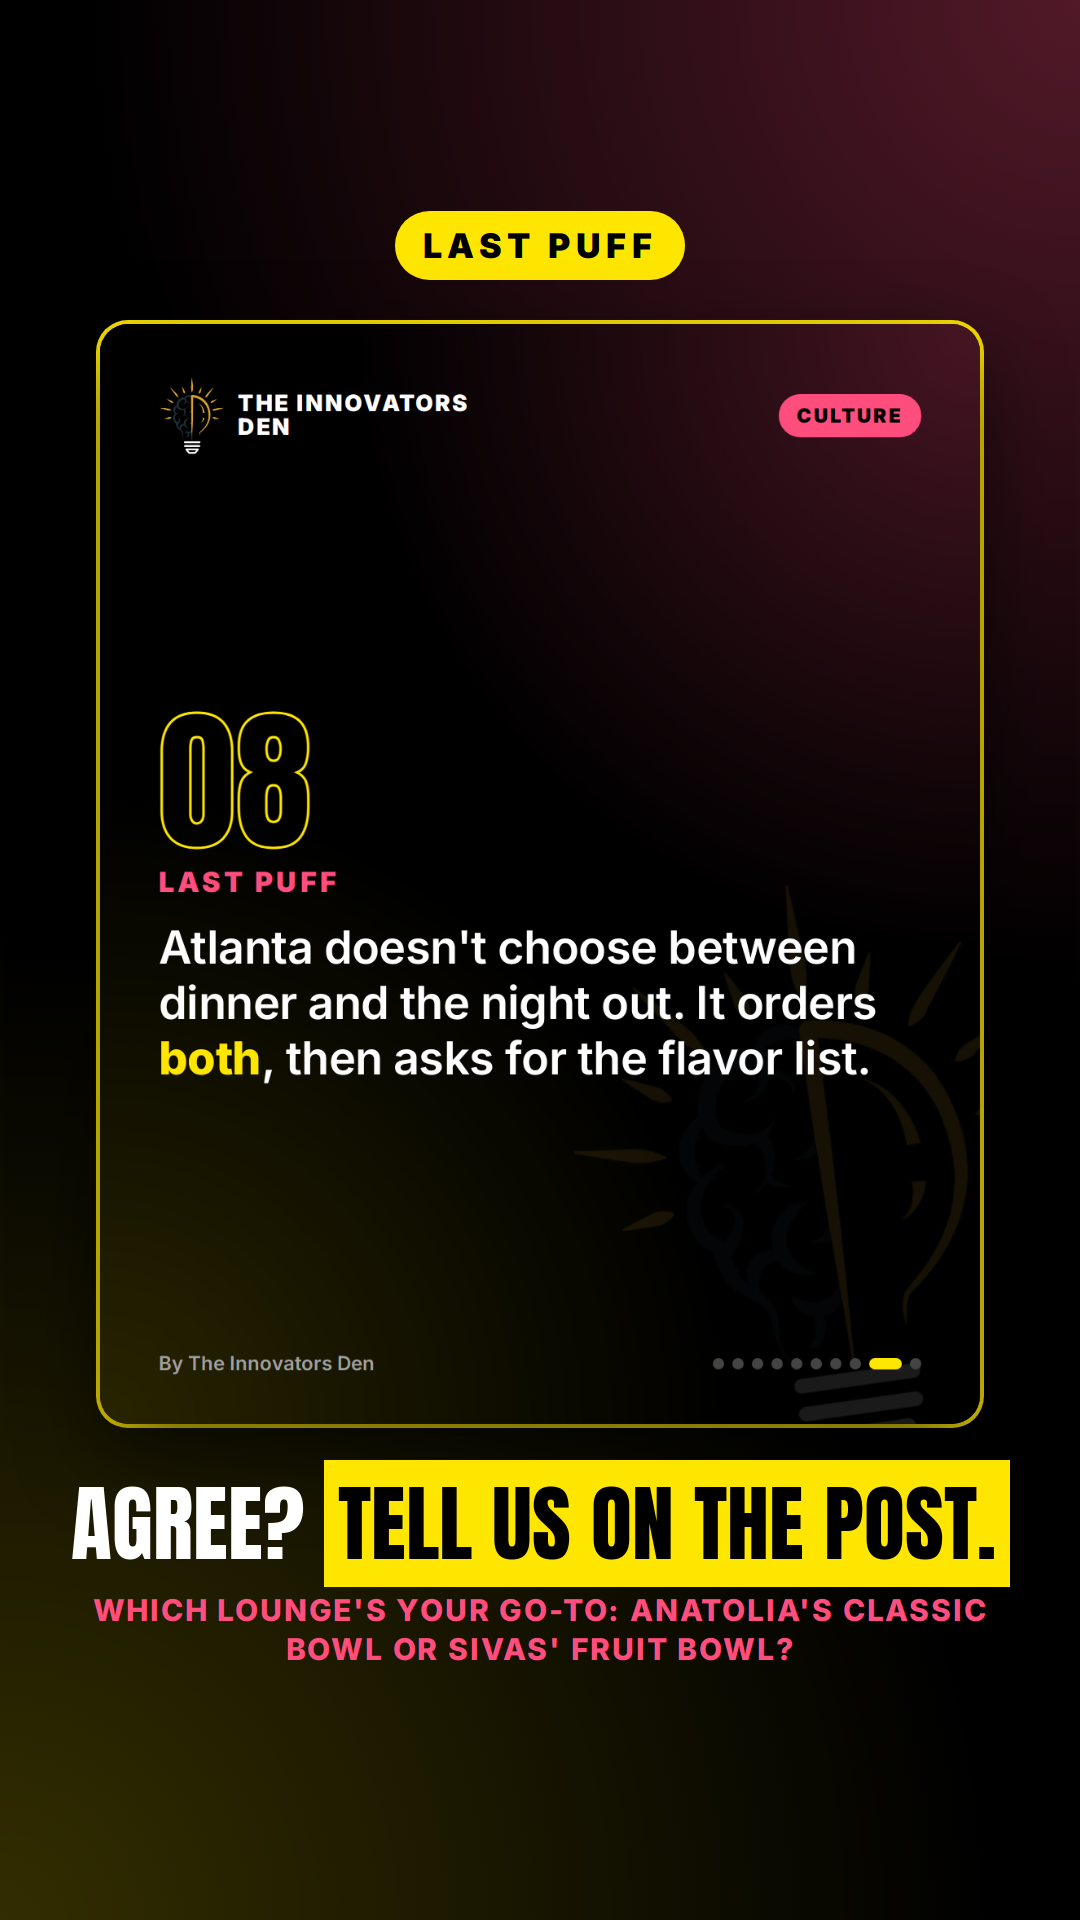 LAST PUFF
THE INNOVATORS
DEN
CULTURE
08
LAST PUFF
Atlanta doesn't choose between
dinner and the night out. It orders
both, then asks for the flavor list.
By The Innovators Den
AGREE? TELL US ON THE POST.
WHICH LOUNGE'S YOUR GO-TO: ANATOLIA'S CLASSIC
BOWL OR SIVAS' FRUIT BOWL?